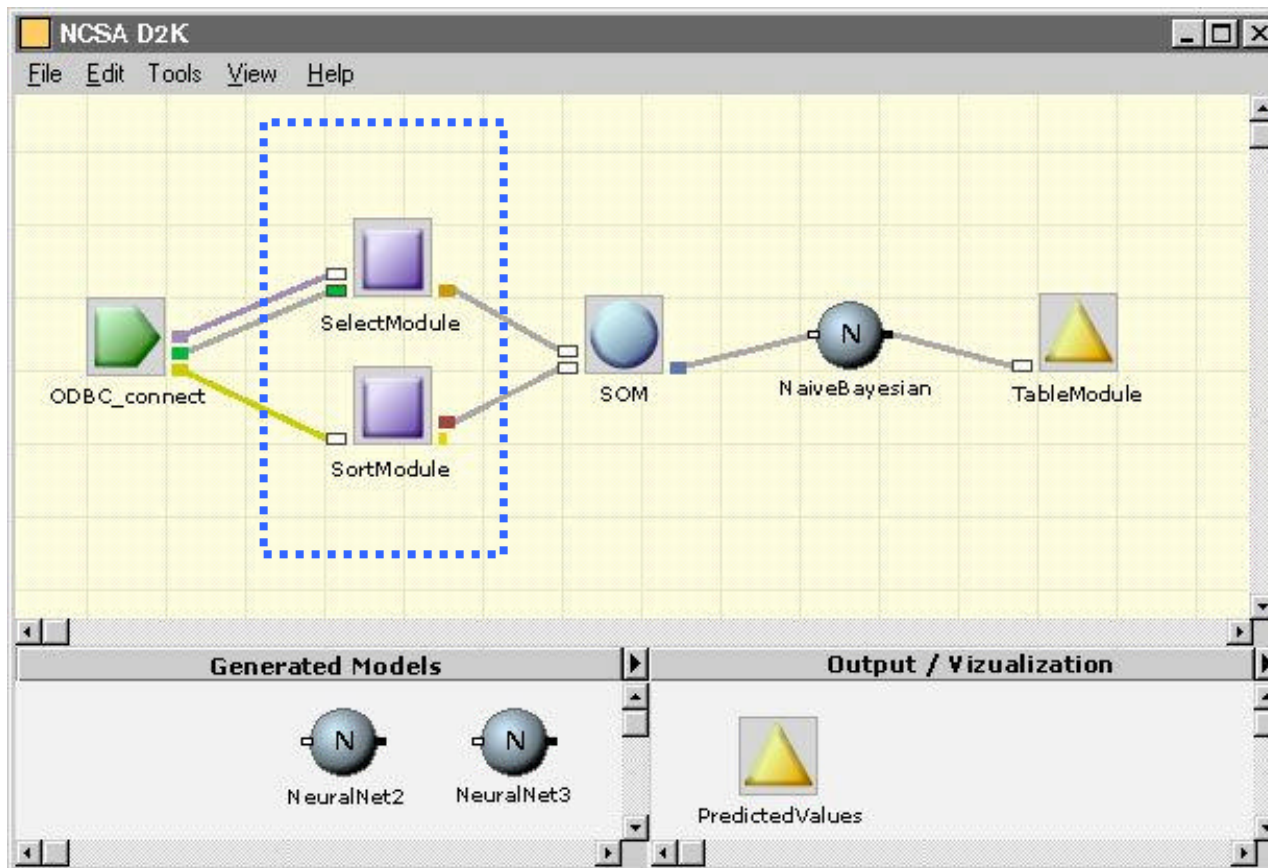 NCSA D2K
File Edit Tools View Help
SelectModule
ODBC_connect
SortModule
SOM
N
NaiveBayesian
TableModule
Generated Models
Output / Vizualization
N
NeuralNet2
N
NeuralNet3
PredictedValues